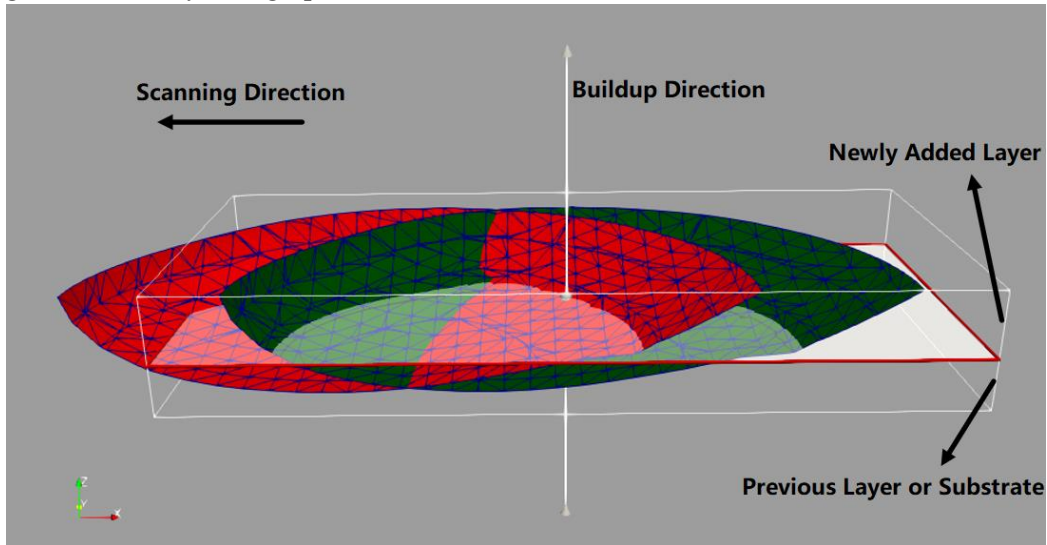 Scanning Direction
Buildup Direction
Newly Added Layer
Previous Layer or Substrate
Z
Y
X